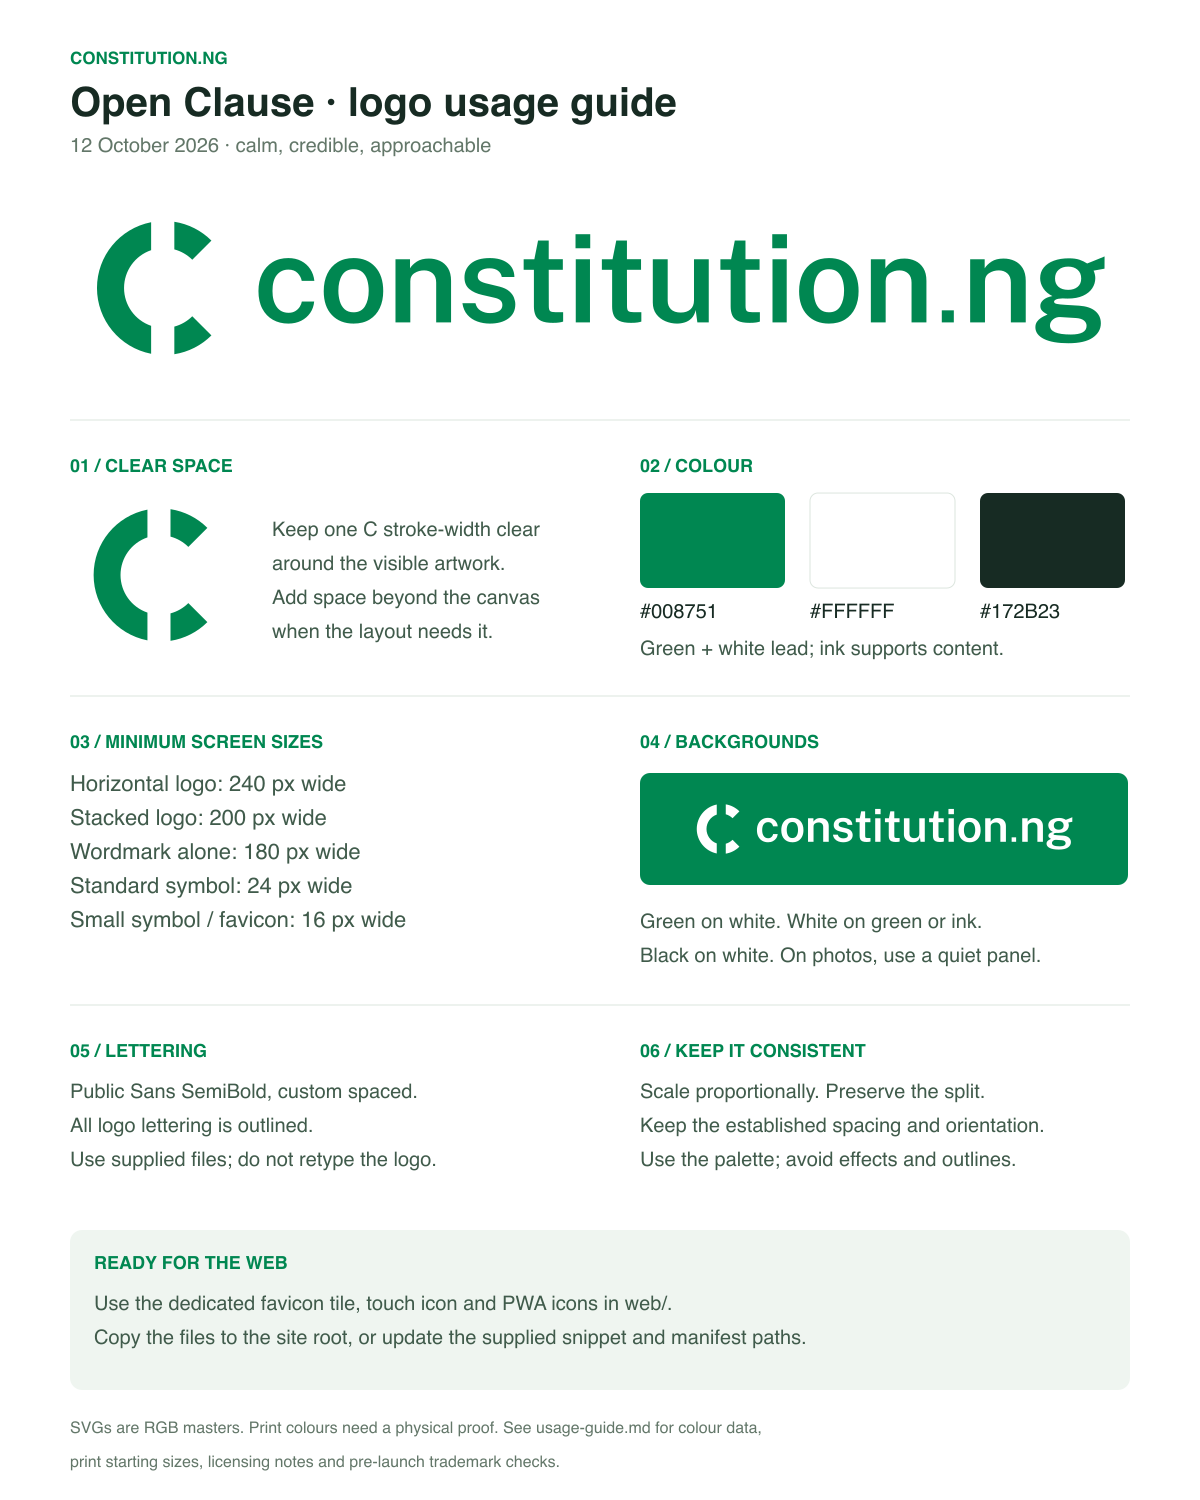 CONSTITUTION.NG
Open Clause · logo usage guide
12 October 2026 · calm, credible, approachable
constitution.ng
01 / CLEAR SPACE
Keep one C stroke-width clear
around the visible artwork.
Add space beyond the canvas
when the layout needs it.
02 / COLOUR
#008751
#FFFFFF
#172B23
Green + white lead; ink supports content.
03 / MINIMUM SCREEN SIZES
Horizontal logo: 240 px wide
Stacked logo: 200 px wide
Wordmark alone: 180 px wide
Standard symbol: 24 px wide
Small symbol / favicon: 16 px wide
04 / BACKGROUNDS
constitution.ng
Green on white. White on green or ink.
Black on white. On photos, use a quiet panel.
05 / LETTERING
Public Sans SemiBold, custom spaced.
All logo lettering is outlined.
Use supplied files; do not retype the logo.
06 / KEEP IT CONSISTENT
Scale proportionally. Preserve the split.
Keep the established spacing and orientation.
Use the palette; avoid effects and outlines.
READY FOR THE WEB
Use the dedicated favicon tile, touch icon and PWA icons in web/.
Copy the files to the site root, or update the supplied snippet and manifest paths.
SVGs are RGB masters. Print colours need a physical proof. See usage-guide.md for colour data,
print starting sizes, licensing notes and pre-launch trademark checks.